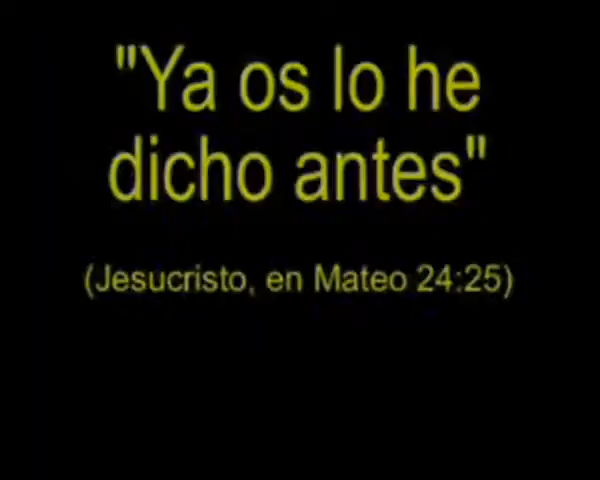 "Ya os lo he
dicho antes"
(Jesucristo, en Mateo 24:25)